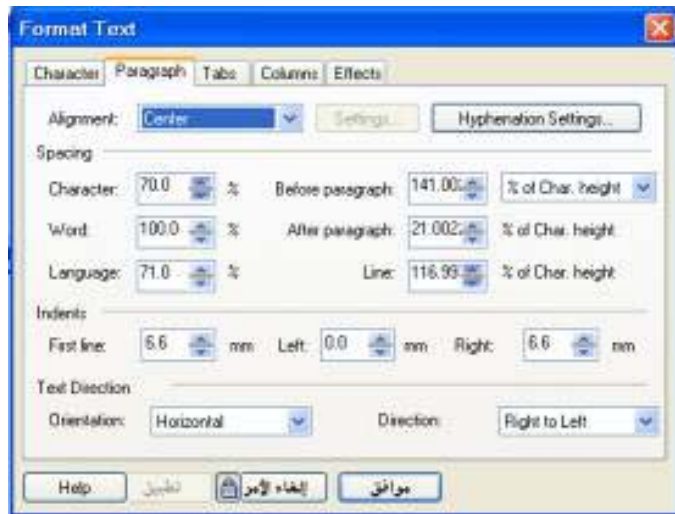 Format Text
Character Paragraph Tabs Columns Effects
Alignment: Center Settings... Hyphenation Settings...
Spacing
Character: 70.0 % Before paragraph: 141.00 % of Char. height
Word: 100.0 % After paragraph: 21.002 % of Char. height
Language: 71.0 % Line: 116.99 % of Char. height
Indents
First line: 6.6 mm Left: 0.0 mm Right: 6.6 mm
Text Direction
Orientation: Horizontal Direction: Right to Left
Help تطبيق إلغاء الأمر موافق